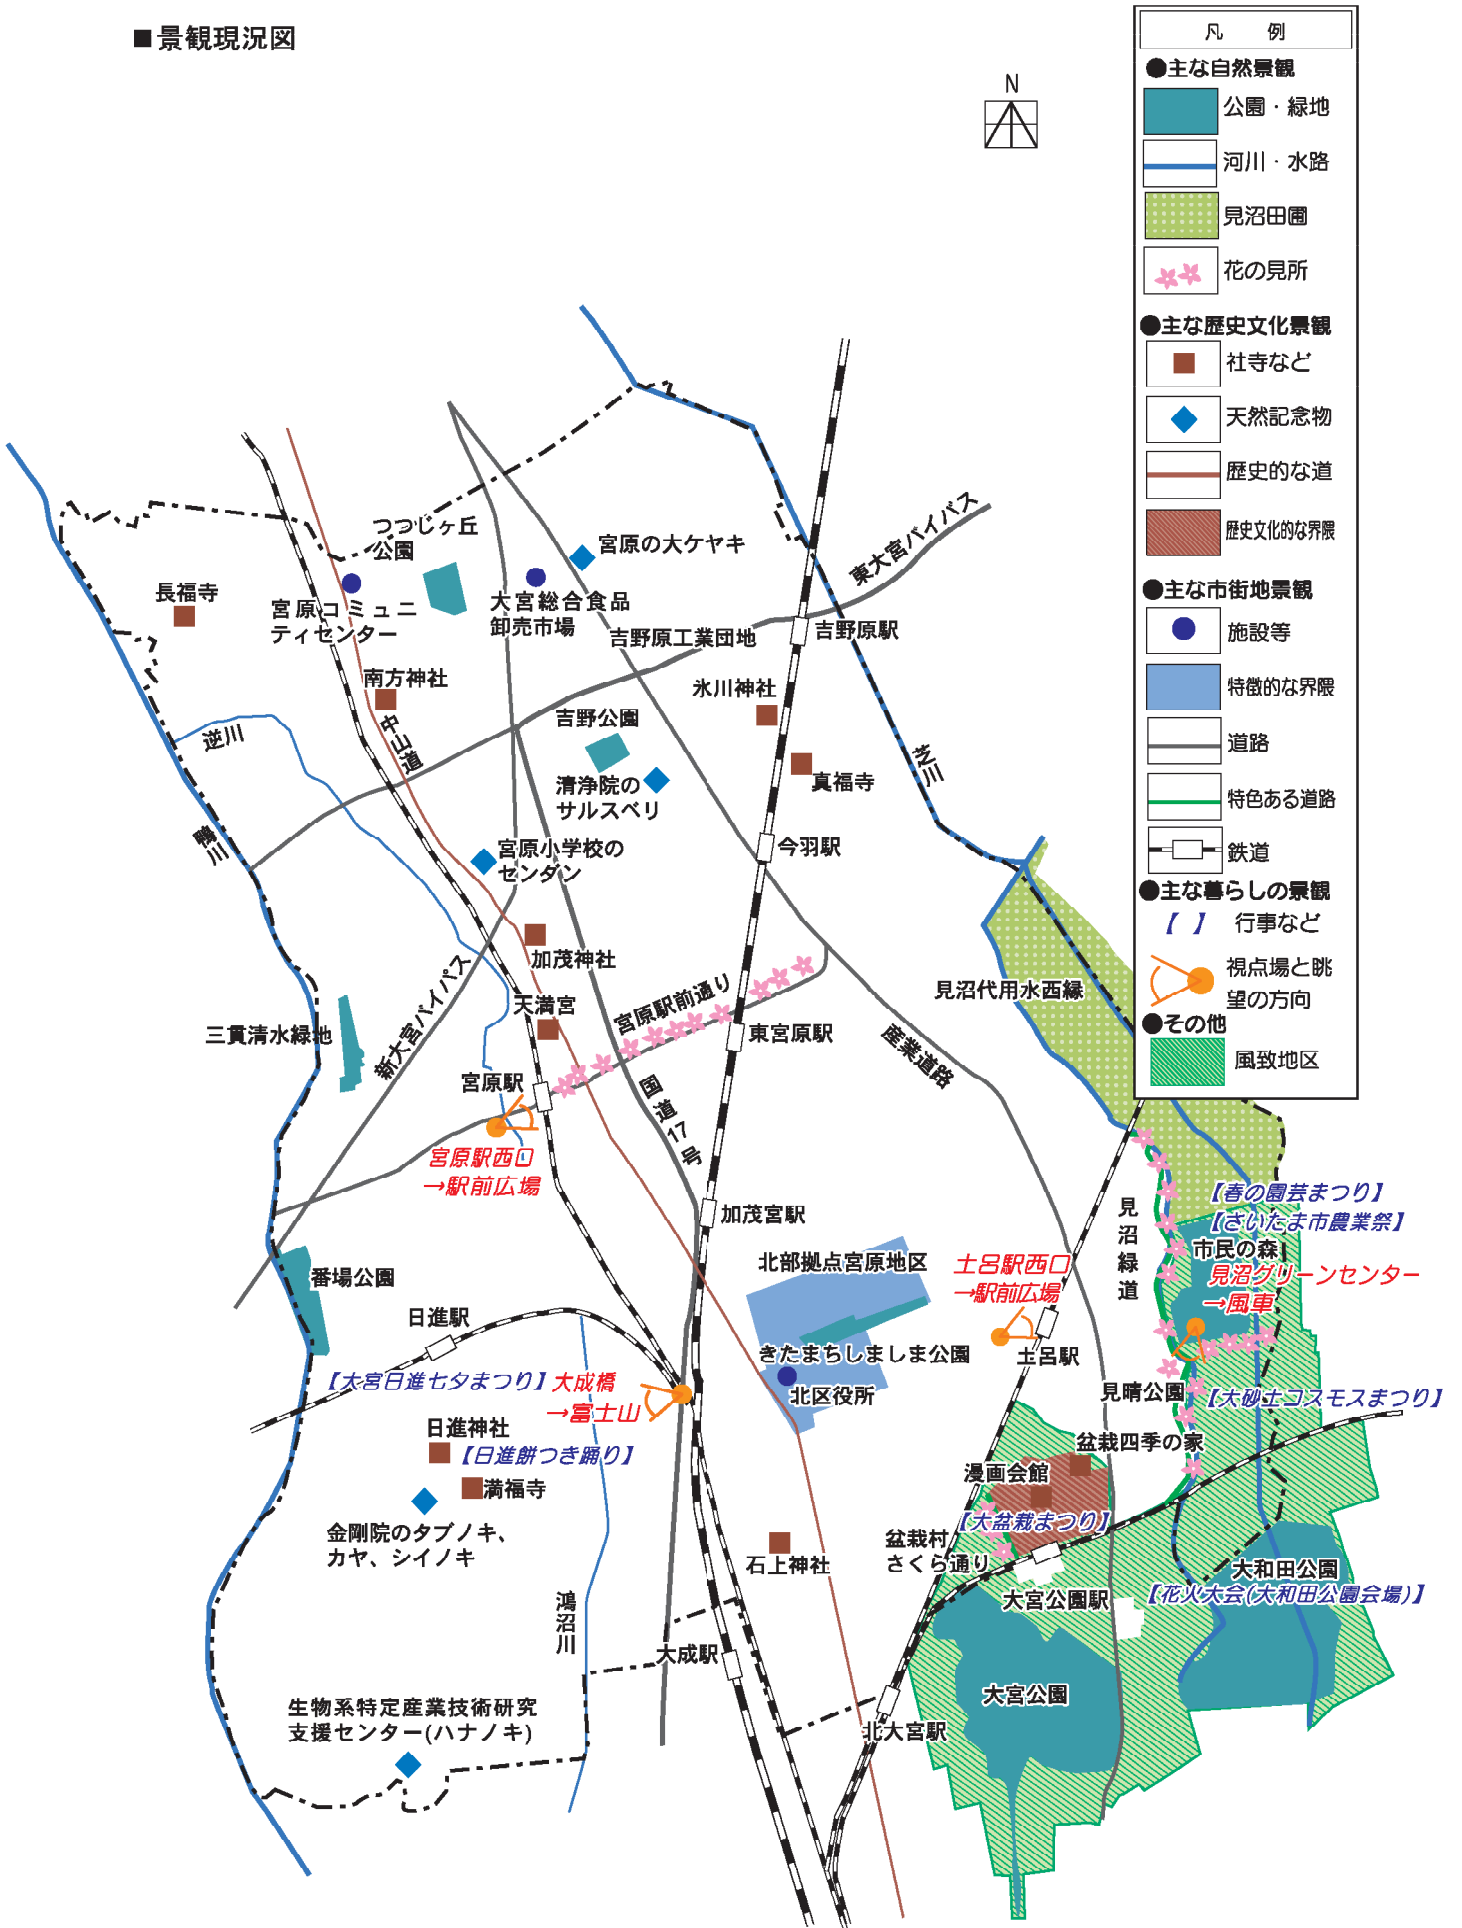 ■景観現況図
N
凡 例
●主な自然景観
公園・緑地
河川・水路
見沼田圃
花の見所
●主な歴史文化景観
社寺など
天然記念物
歴史的な道
歴史文化的な界隈
●主な市街地景観
施設等
特徴的な界隈
道路
特色ある道路
鉄道
●主な暮らしの景観
【 】 行事など
視点場と眺
望の方向
●その他
風致地区
つつじヶ丘
公園
宮原の大ケヤキ
東大宮バイパス
長福寺
宮原コミュニ
ティセンター
大宮総合食品
卸売市場
吉野原工業団地
吉野原駅
南方神社
氷川神社
中山道
吉野公園
逆川
芝川
清浄院の
サルスベリ
真福寺
鴨川
宮原小学校の
センダン
今羽駅
加茂神社
新大宮バイパス
天満宮
宮原駅前通り
見沼代用水西縁
三貫清水緑地
東宮原駅
産業道路
宮原駅
国道17号
宮原駅西口
→駅前広場
見沼緑道
加茂宮駅
【春の園芸まつり】
【さいたま市農業祭】
市民の森
北部拠点宮原地区
土呂駅西口
→駅前広場
見沼グリーンセンター
→風車
番場公園
日進駅
きたまちしましま公園
土呂駅
【大宮日進七夕まつり】
大成橋
→富士山
北区役所
見晴公園
【大砂土コスモスまつり】
日進神社
【日進餅つき踊り】
盆栽四季の家
漫画会館
満福寺
【大盆栽まつり】
金剛院のタブノキ、
カヤ、シイノキ
盆栽村
さくら通り
石上神社
大和田公園
【花火大会(大和田公園会場)】
大宮公園駅
鴻沼川
大成駅
大宮公園
生物系特定産業技術研究
支援センター(ハナノキ)
北大宮駅